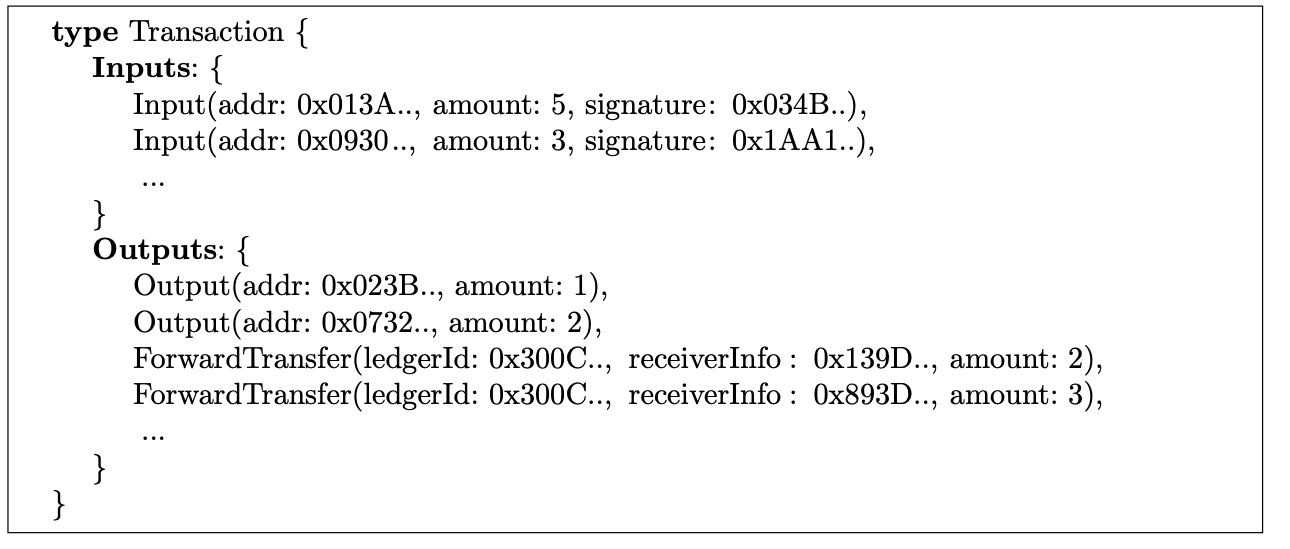 type Transaction {
Inputs: {
Input(addr: 0x013A.., amount: 5, signature: 0x034B..),
Input(addr: 0x0930.., amount: 3, signature: 0x1AA1..),
...
}
Outputs: {
Output(addr: 0x023B.., amount: 1),
Output(addr: 0x0732.., amount: 2),
ForwardTransfer(ledgerId: 0x300C.., receiverInfo : 0x139D.., amount: 2),
ForwardTransfer(ledgerId: 0x300C.., receiverInfo : 0x893D.., amount: 3),
...
}
}